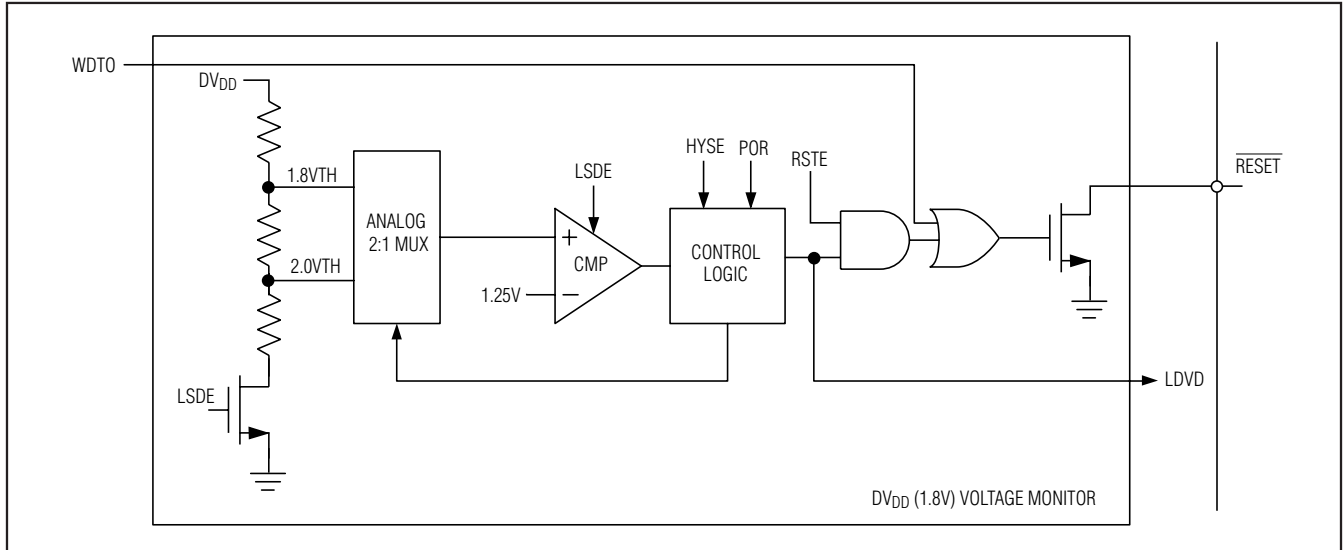 WDTO
DVDD
1.8VTH
2.0VTH
LSDE
ANALOG
2:1 MUX
LSDE
+
CMP
1.25V
−
HYSE
POR
CONTROL
LOGIC
RSTE
RESET
LDVD
DVDD (1.8V) VOLTAGE MONITOR